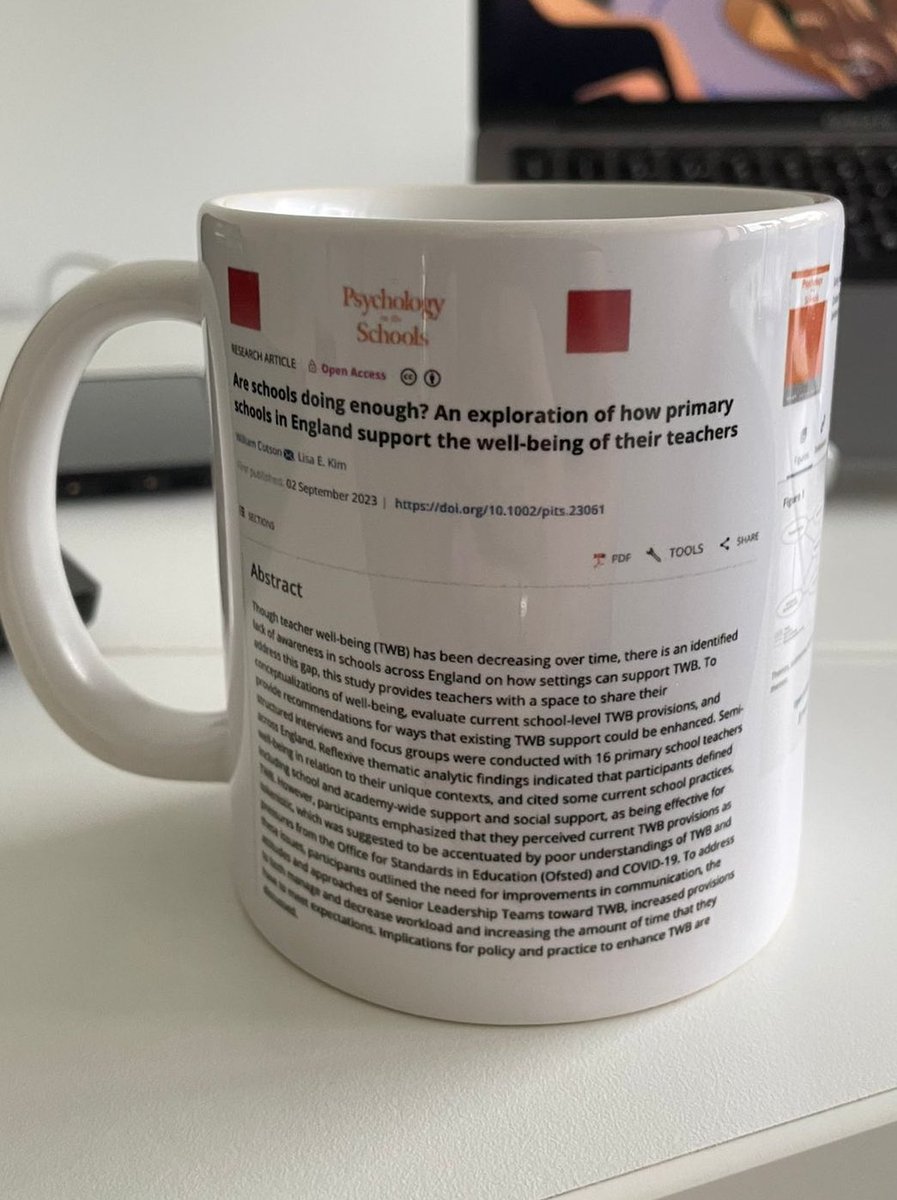 Psychology
in the
Schools
RESEARCH ARTICLE Open Access
Are schools doing enough? An exploration of how primary
schools in England support the well-being of their teachers
Lisa E. Kim
First published: 02 September 2023 | https://doi.org/10.1002/pits.23061
SECTIONS
PDF TOOLS SHARE
Abstract
Though teacher well-being (TWB) has been decreasing over time, there is an identified
lack of awareness in schools across England on how settings can support TWB. To
address this gap, this study provides teachers with a space to share their
conceptualizations of well-being, evaluate current school-level TWB provisions, and
provide recommendations for ways that existing TWB support could be enhanced. Semi-
structured interviews and focus groups were conducted with 16 primary school teachers
across England. Reflexive thematic analytic findings indicated that participants defined
well-being in relation to their unique contexts, and cited some current school practices,
including school and academy-wide support and social support, as being effective for
TWB. However, participants emphasized that they perceived current TWB provisions as
tokenistic, which was suggested to be accentuated by poor understandings of TWB and
pressures from the Office for Standards in Education (Ofsted) and COVID-19. To address
these issues, participants outlined the need for improvements in communication, the
attitudes and approaches of Senior Leadership Teams toward TWB, increased provisions
to both manage and decrease workload and increasing the amount of time that they
have to meet expectations. Implications for policy and practice to enhance TWB are
discussed.
Psychology
Schools
Figures
Figure 1